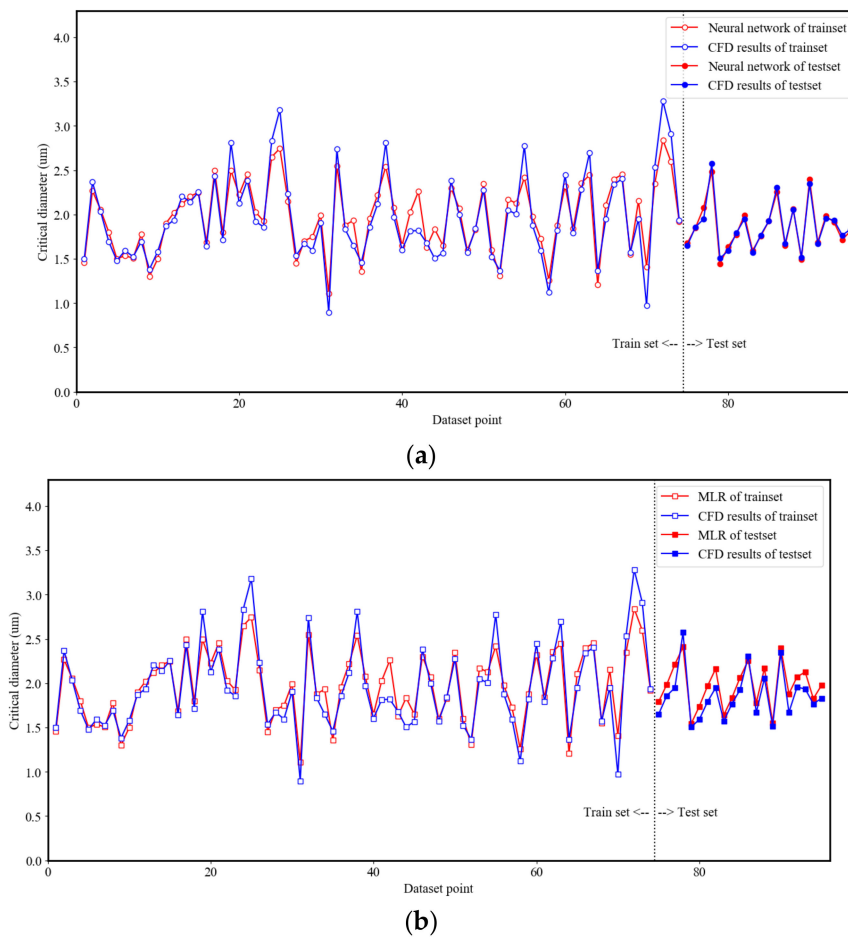 4.0
3.5
3.0
2.5
2.0
1.5
1.0
0.5
0.0
Critical diameter (um)
Neural network of trainset
CFD results of trainset
Neural network of testset
CFD results of testset
Train set <-- --> Test set
0 20 40 60 80
Dataset point
(a)
4.0
3.5
3.0
2.5
2.0
1.5
1.0
0.5
0.0
Critical diameter (um)
MLR of trainset
CFD results of trainset
MLR of testset
CFD results of testset
Train set <-- --> Test set
0 20 40 60 80
Dataset point
(b)